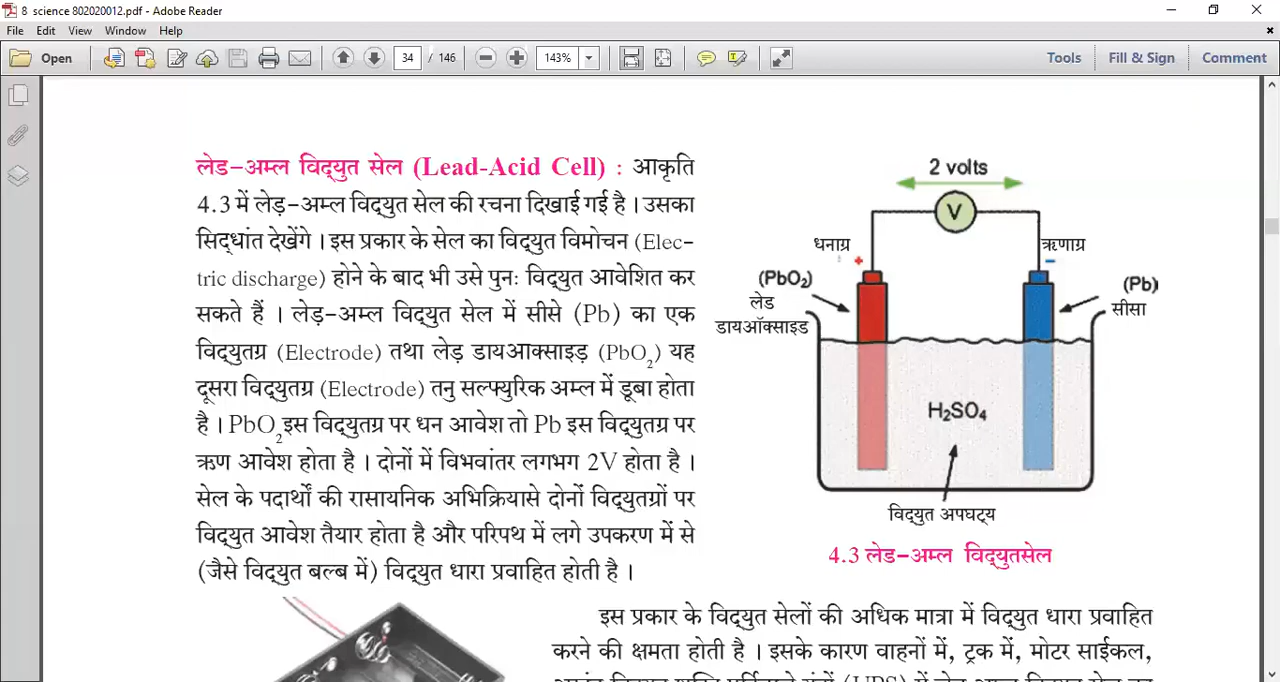 8 science 802020012.pdf - Adobe Reader
File Edit View Window Help
Open 34 / 146 143% Tools Fill & Sign Comment
लेड-अम्ल विद्‌युत सेल (Lead-Acid Cell) : आकृति
4.3 में लेड़-अम्ल विद्‌युत सेल की रचना दिखाई गई है । उसका
सिद्‌धांत देखेंगे । इस प्रकार के सेल का विद्‌युत विमोचन (Elec-
tric discharge) होने के बाद भी उसे पुनः विद्‌युत आवेशित कर
सकते हैं । लेड़-अम्ल विद्‌युत सेल में सीसे (Pb) का एक
विद्‌युतग्र (Electrode) तथा लेड़ डायआक्साइड़ (PbO2) यह
दूसरा विद्‌युतग्र (Electrode) तनु सल्फ्युरिक अम्ल में डूबा होता
है । PbO2 इस विद्‌युतग्र पर धन आवेश तो Pb इस विद्‌युतग्र पर
ऋण आवेश होता है । दोनों में विभवांतर लगभग 2V होता है ।
सेल के पदार्थों की रासायनिक अभिक्रियासे दोनों विद्‌युतग्रों पर
विद्‌युत आवेश तैयार होता है और परिपथ में लगे उपकरण में से
(जैसे विद्‌युत बल्ब में) विद्‌युत धारा प्रवाहित होती है ।
2 volts
V
धनाग्र
ऋणाग्र
+
-
(PbO2)
लेड
डायऑक्साइड
(Pb)
सीसा
H2SO4
विद्‌युत अपघट्‌य
4.3 लेड-अम्ल विद्‌युतसेल
इस प्रकार के विद्‌युत सेलों की अधिक मात्रा में विद्‌युत धारा प्रवाहित
करने की क्षमता होती है । इसके कारण वाहनों में, ट्रक में, मोटर साईकल,
(UPS)